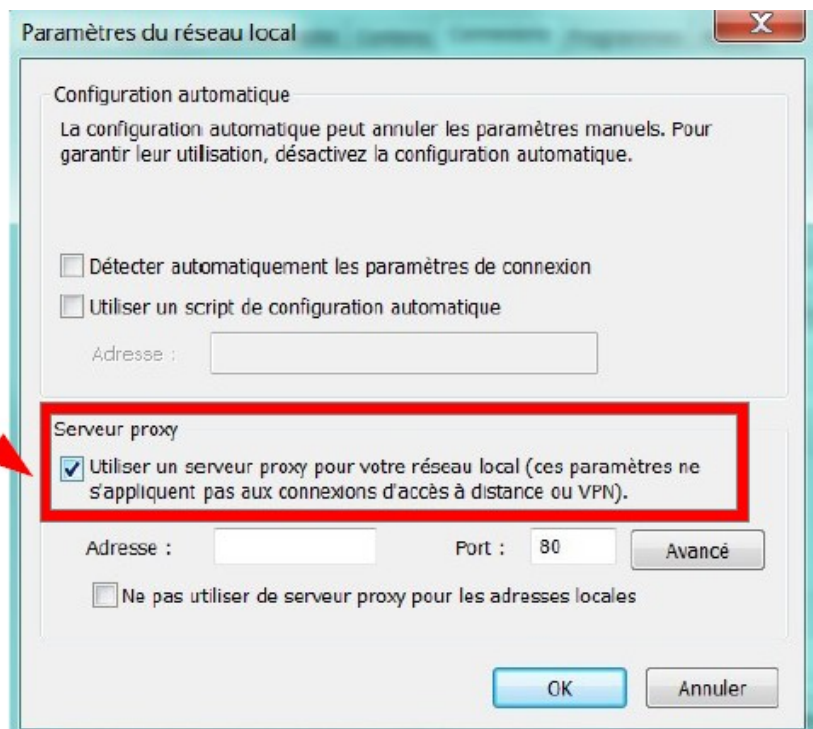 Paramètres du réseau local
Configuration automatique
La configuration automatique peut annuler les paramètres manuels. Pour
garantir leur utilisation, désactivez la configuration automatique.
Détecter automatiquement les paramètres de connexion
Utiliser un script de configuration automatique
Adresse :
Serveur proxy
Utiliser un serveur proxy pour votre réseau local (ces paramètres ne
s'appliquent pas aux connexions d'accès à distance ou VPN).
Adresse : Port : 80 Avancé
Ne pas utiliser de serveur proxy pour les adresses locales
OK Annuler